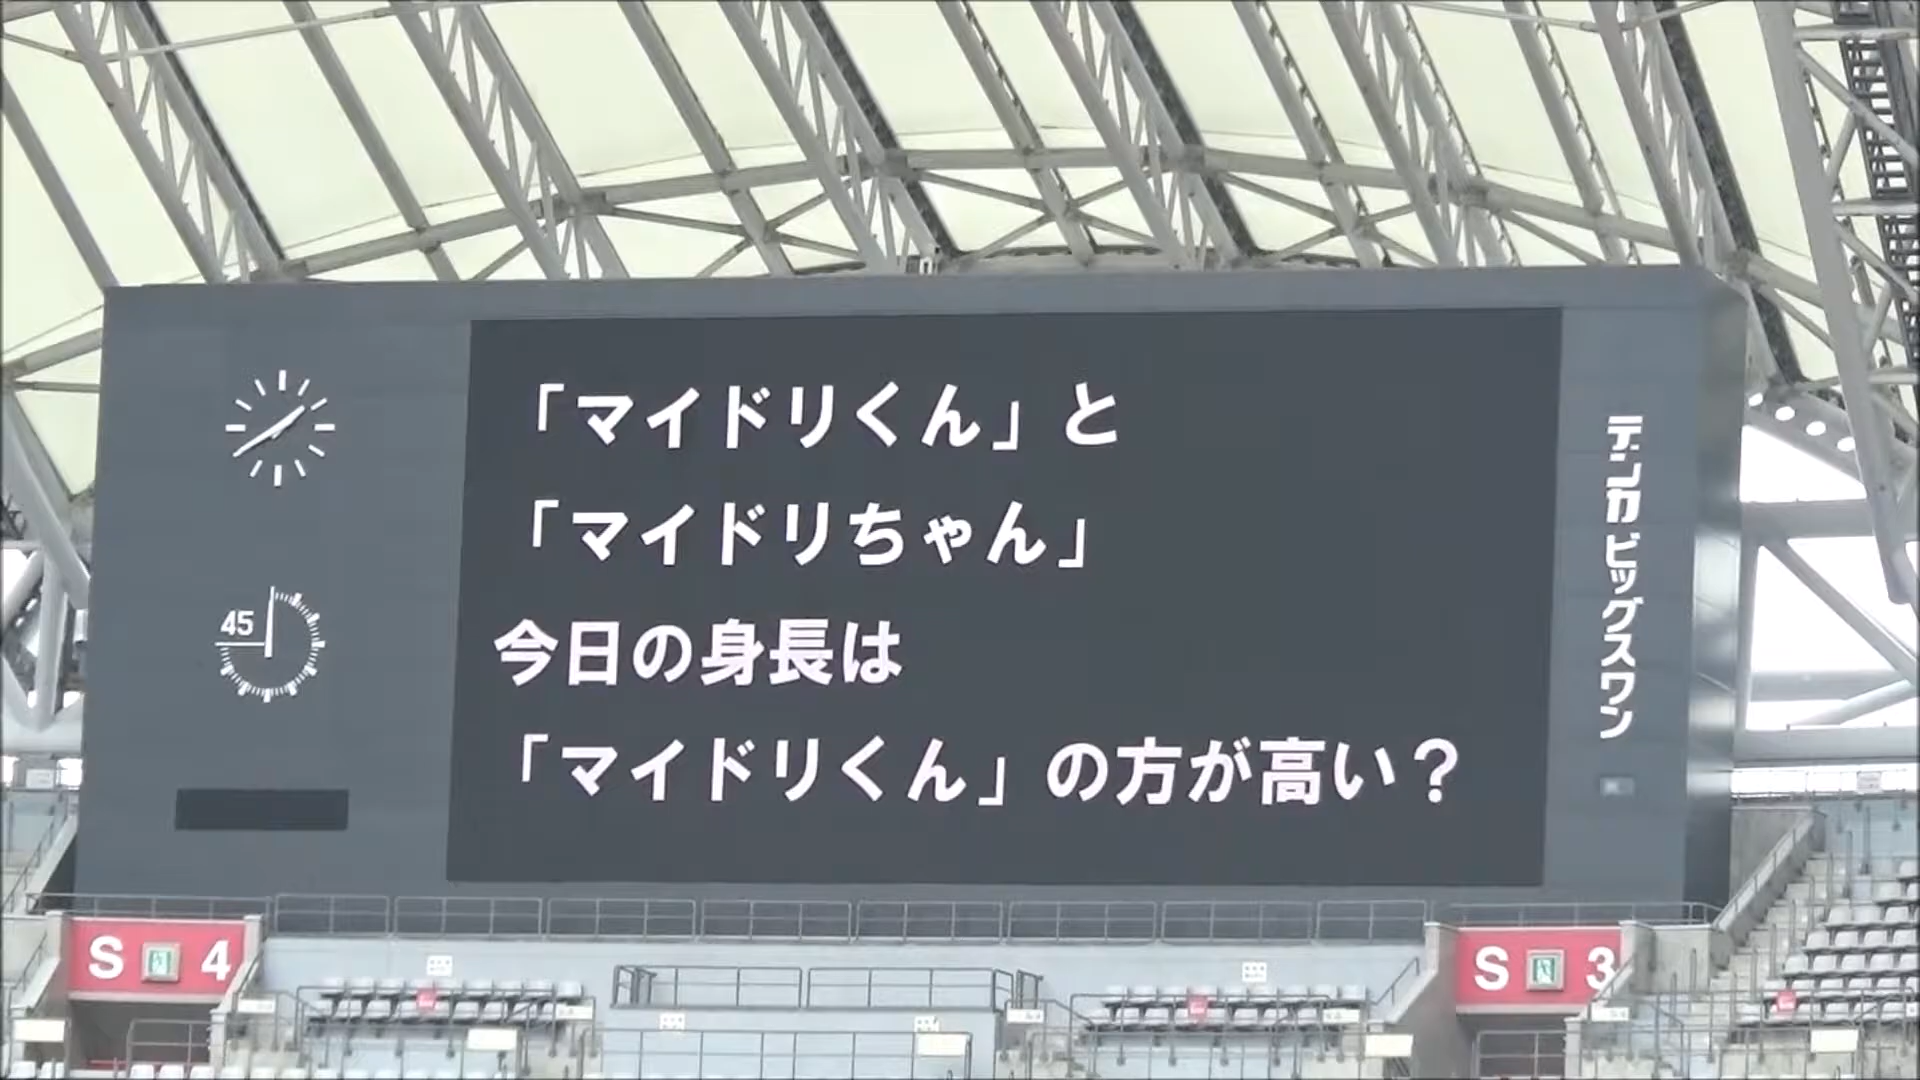 「マイドリくん」と
「マイドリちゃん」
今日の身長は
「マイドリくん」の方が高い？
デンカビッグスワン
45
S 4
S 3